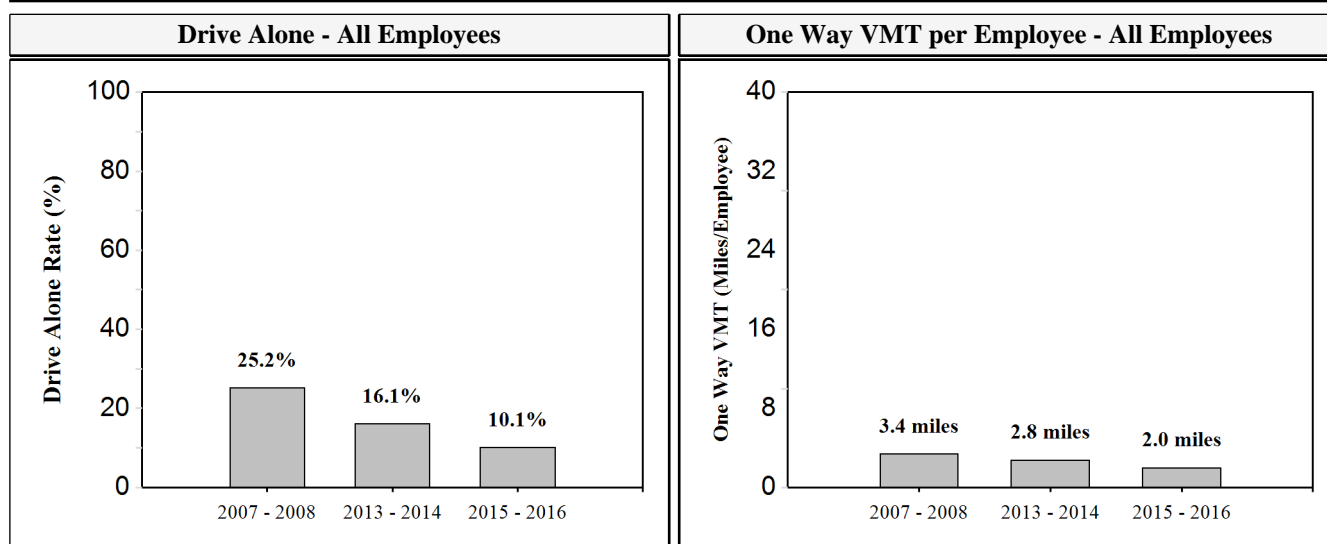 Drive Alone - All Employees
Drive Alone Rate (%)
100
80
60
40
20
0
25.2%
16.1%
10.1%
2007 - 2008
2013 - 2014
2015 - 2016
One Way VMT per Employee - All Employees
One Way VMT (Miles/Employee)
40
32
24
16
8
0
3.4 miles
2.8 miles
2.0 miles
2007 - 2008
2013 - 2014
2015 - 2016